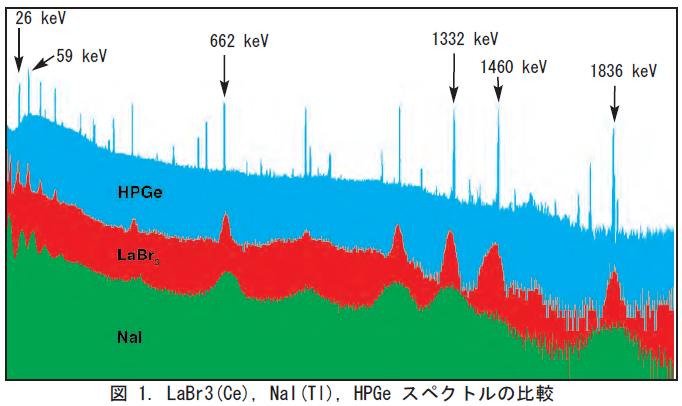 26 keV
59 keV
662 keV
1332 keV
1460 keV
1836 keV
HPGe
LaBr3
NaI
図 1. LaBr3(Ce), NaI(Tl), HPGe スペクトルの比較